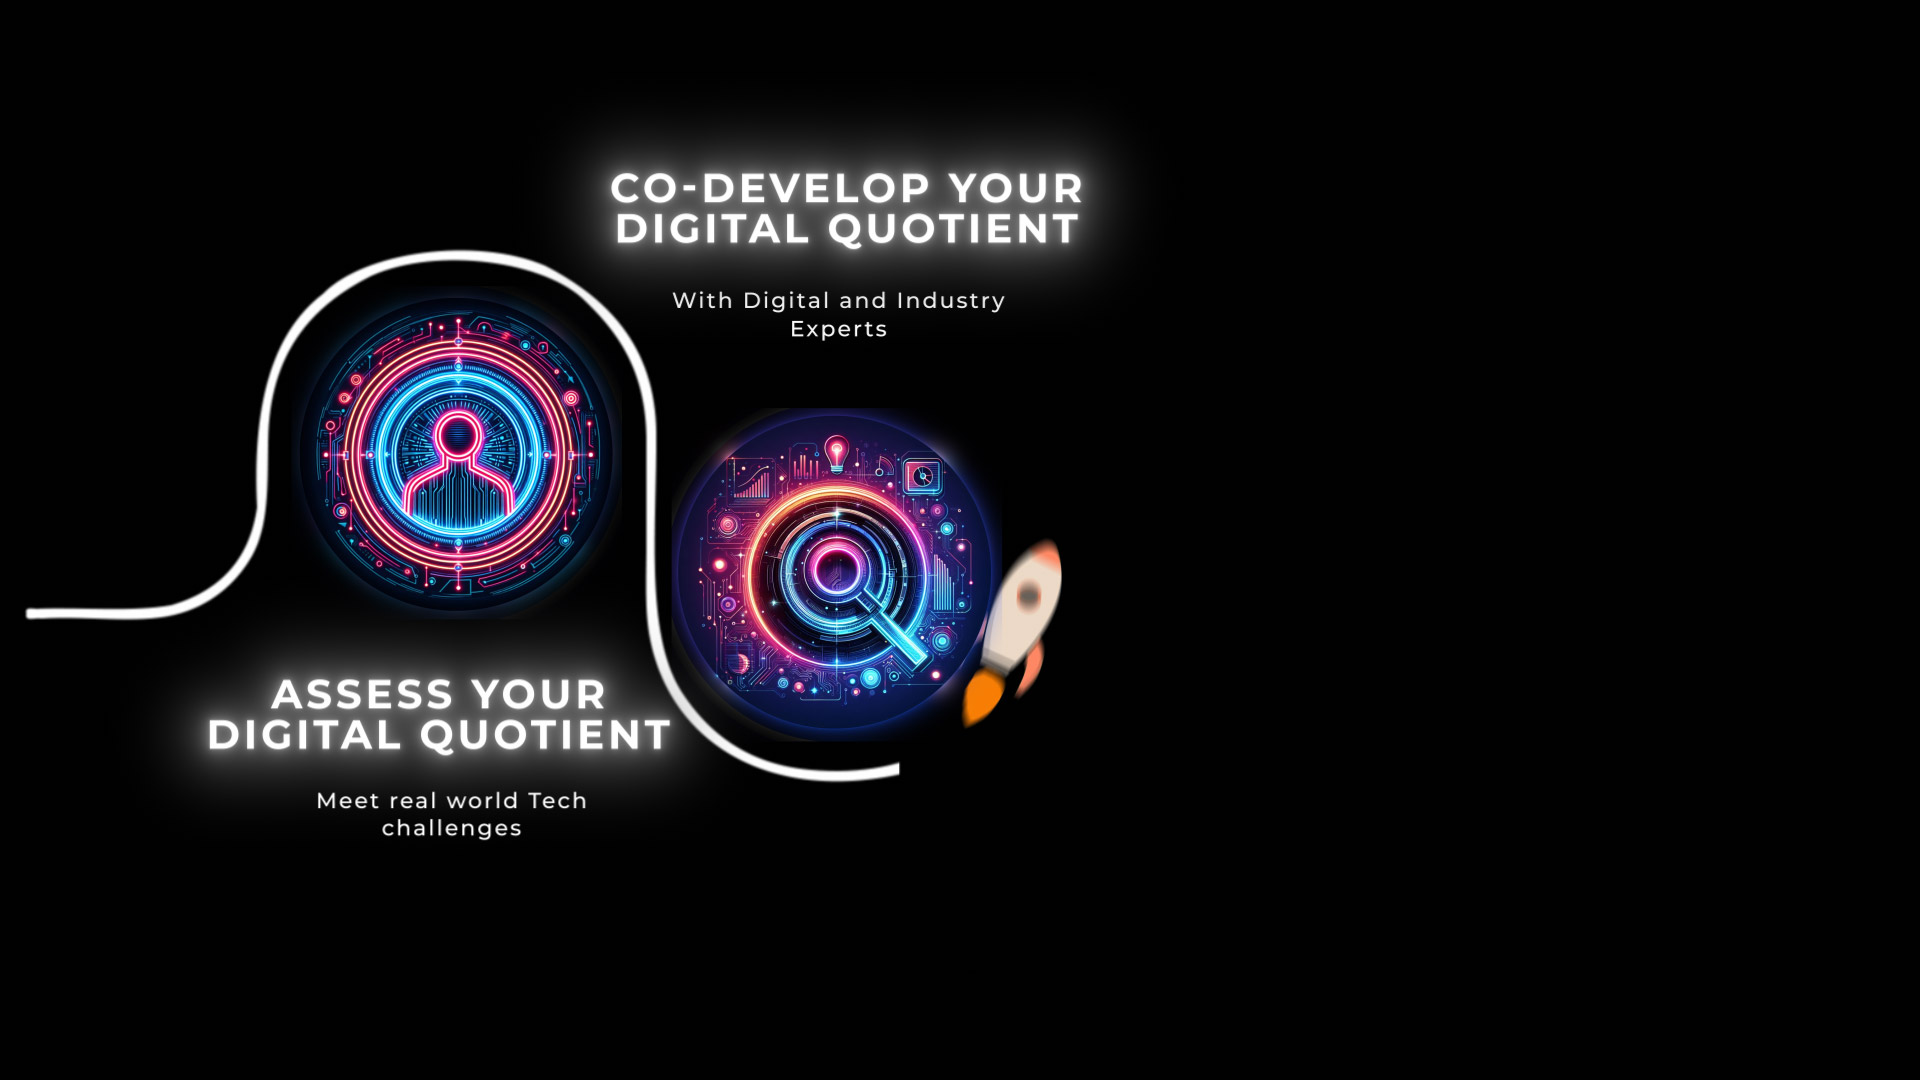 CO-DEVELOP YOUR
DIGITAL QUOTIENT
With Digital and Industry
Experts
ASSESS YOUR
DIGITAL QUOTIENT
Meet real world Tech
challenges